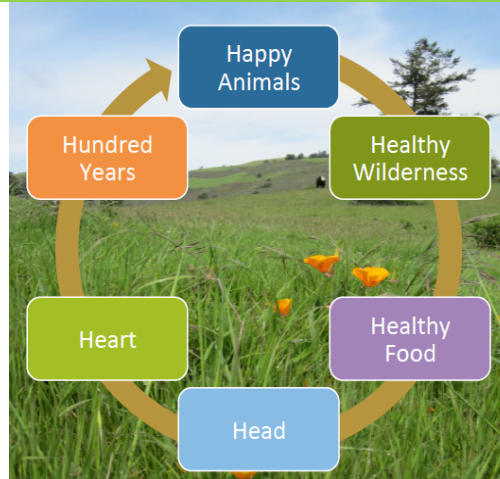 Happy
Animals
Healthy
Wilderness
Healthy
Food
Head
Heart
Hundred
Years